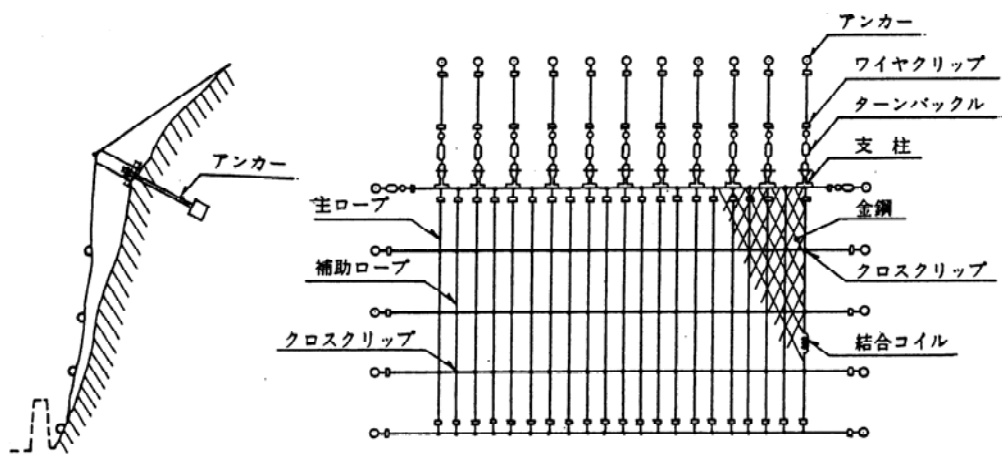 アンカー
アンカー
ワイヤクリップ
ターンバックル
支柱
主ロープ
金鋼
補助ロープ
クロスクリップ
クロスクリップ
結合コイル